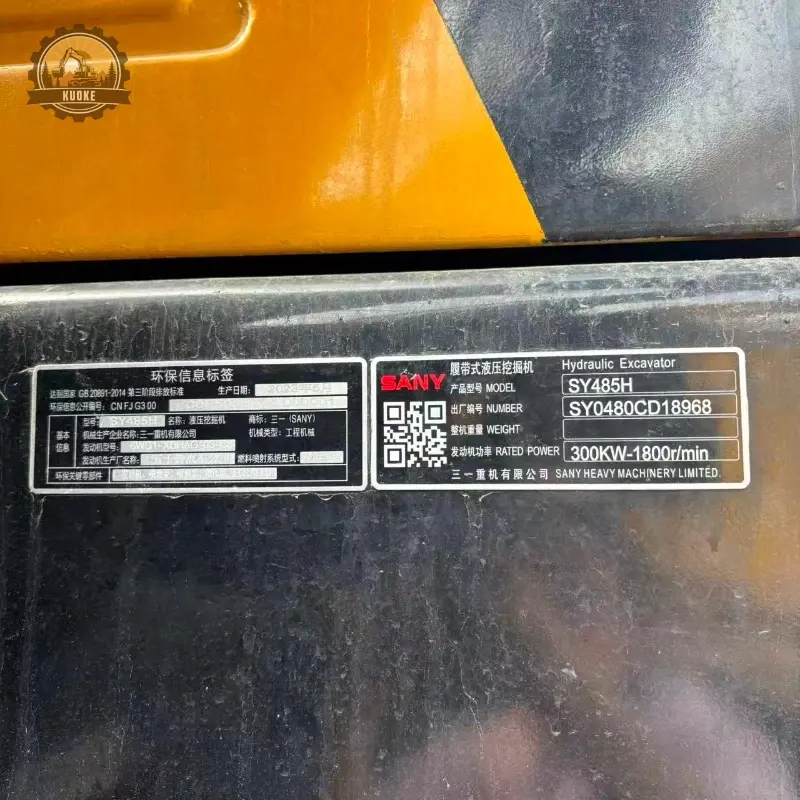 KUOKE
环保信息标签
达到国家 GB 20891-2014 第三阶段排放标准 生产日期:
环保信息公开编号: CN FJ G3 00
基本信息
型号: SY485H 名称: 液压挖掘机 商标: 三一 (SANY)
机械生产企业名称: 三一重机有限公司 机械类型: 工程机械
发动机型号:
发动机生产厂名称: 燃料喷射系统型式:
环保关键零部件
SANY
履带式液压挖掘机 Hydraulic Excavator
产品型号 MODEL SY485H
出厂编号 NUMBER SY0480CD18968
整机重量 WEIGHT
发动机功率 RATED POWER 300KW-1800r/min
三一重机有限公司 SANY HEAVY MACHINERY LIMITED.